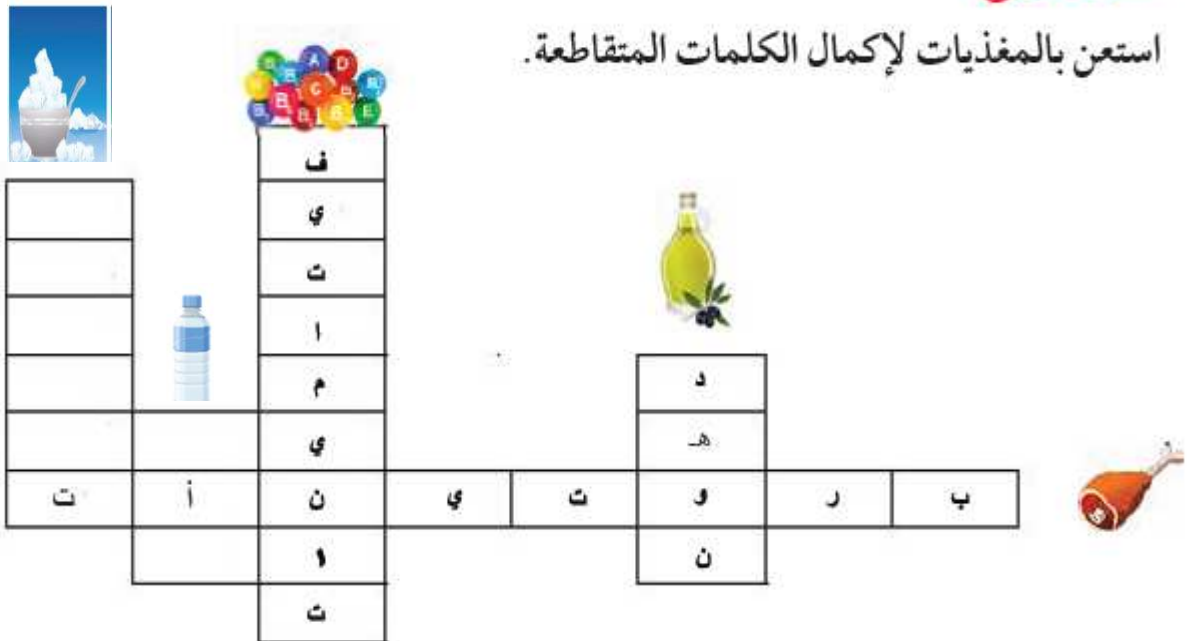 استعن بالمغذيات لإكمال الكلمات المتقاطعة.
ف
ي
ت
ا
م
د
ي
هـ
ب ر و ت ي ن أ ت
ا
ن
ت